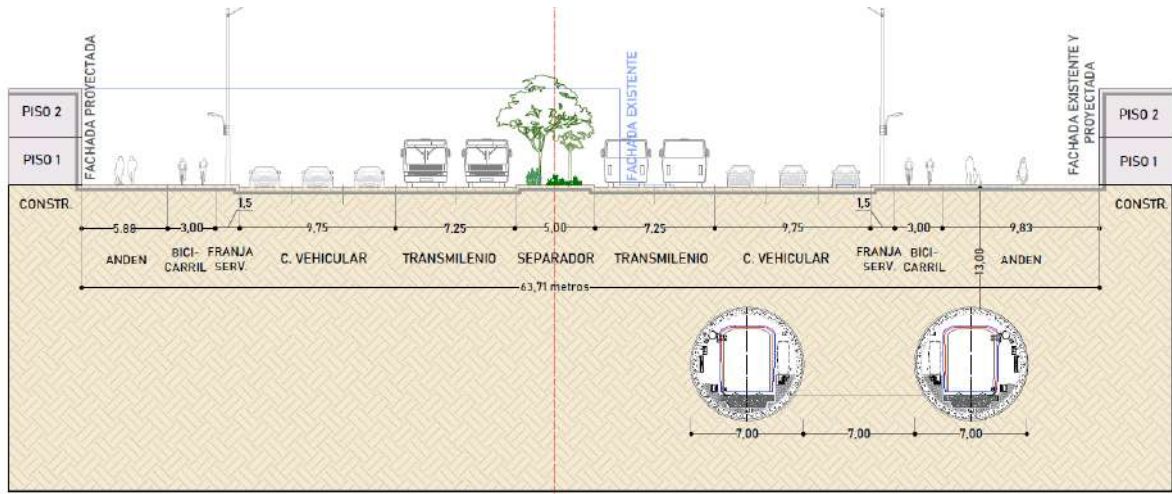 FACHADA PROYECTADA
FACHADA EXISTENTE
FACHADA EXISTENTE Y
PROYECTADA
PISO 2
PISO 2
PISO 1
PISO 1
CONSTR.
CONSTR.
1,5
1,5
5,88
3,00
9,75
7,25
5,00
7,25
9,75
3,00
9,83
ANDEN
BICI-
CARRIL
FRANJA
SERV.
C. VEHICULAR
TRANSMILENIO
SEPARADOR
TRANSMILENIO
C. VEHICULAR
FRANJA
SERV.
BICI-
CARRIL
13,00
ANDEN
63,71 metros
7,00
7,00
7,00